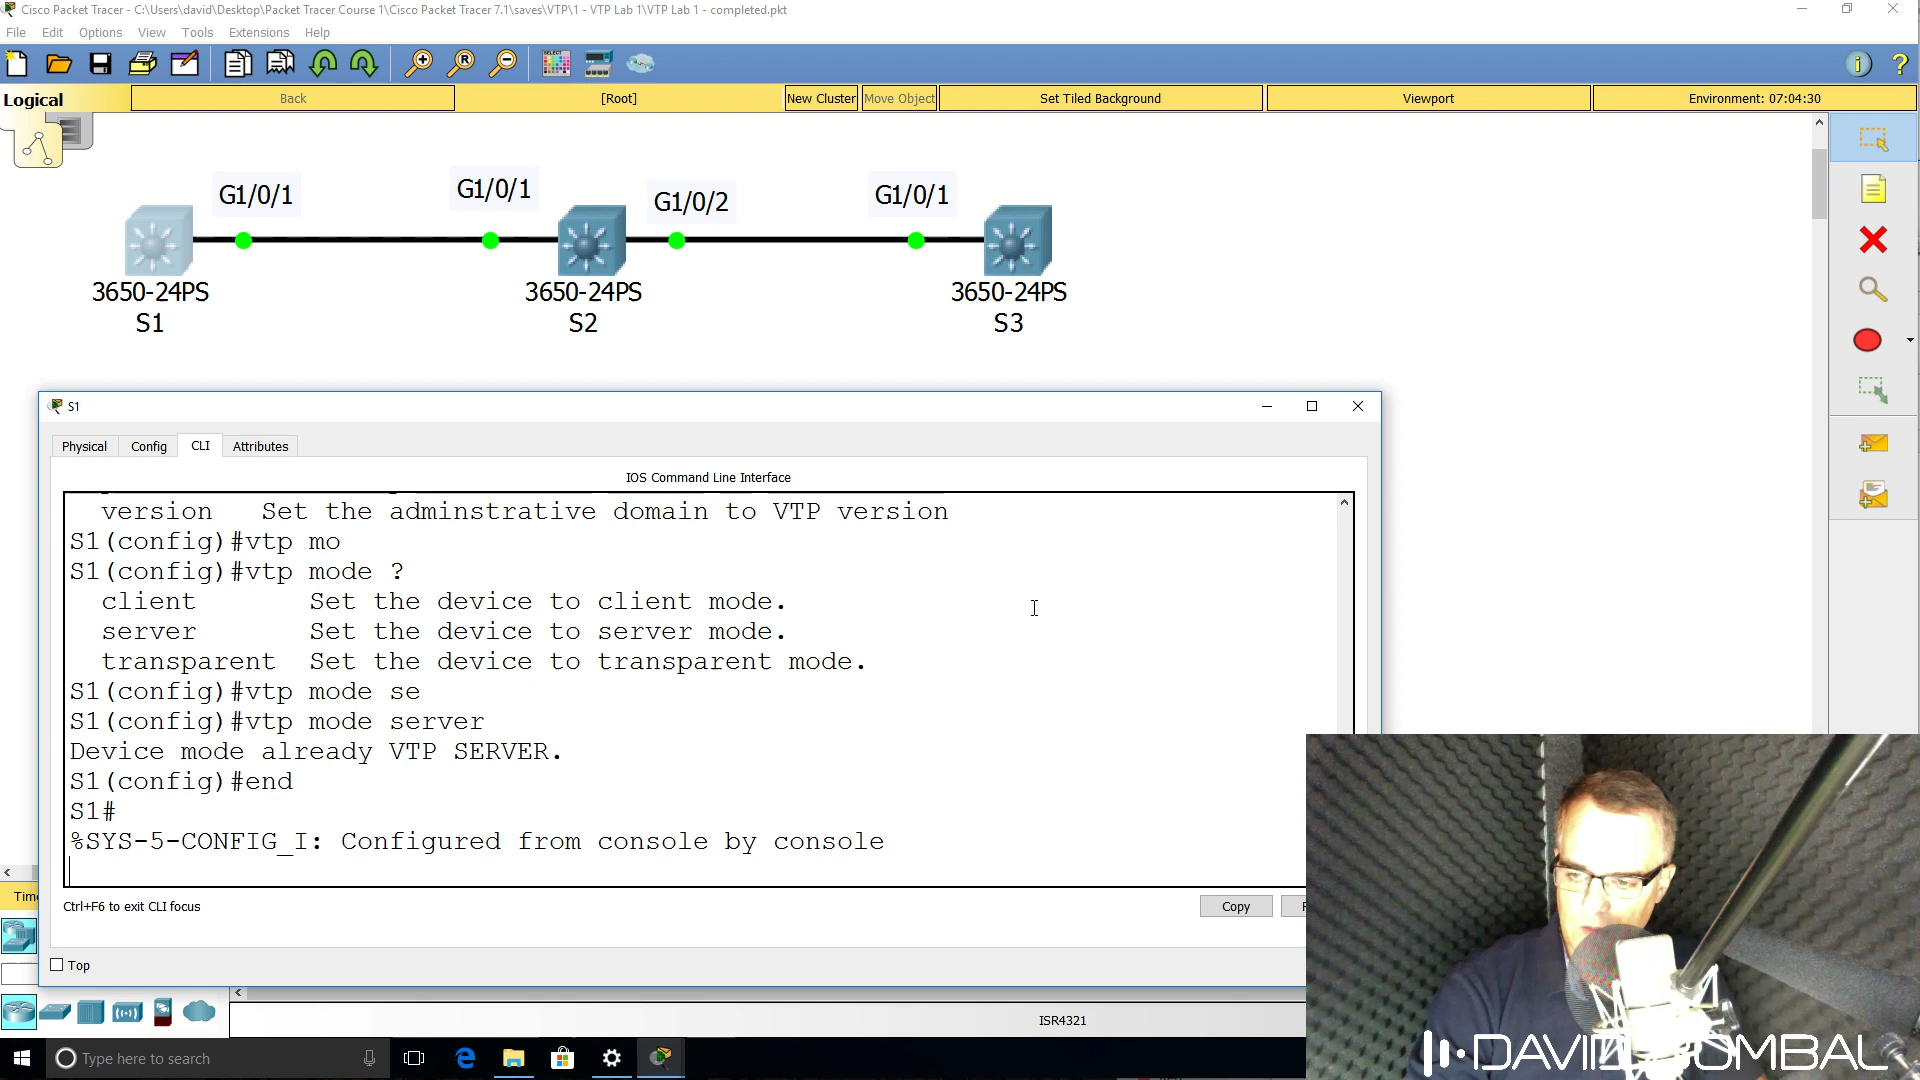 Cisco Packet Tracer - C:\Users\david\Desktop\Packet Tracer Course 1\Cisco Packet Tracer 7.1\saves\VTP\1 - VTP Lab 1\VTP Lab 1 - completed.pkt
File Edit Options View Tools Extensions Help
Logical Back [Root] New Cluster Move Object Set Tiled Background Viewport Environment: 07:04:30
G1/0/1 G1/0/1 G1/0/2 G1/0/1
3650-24PS 3650-24PS 3650-24PS
S1 S2 S3
S1
Physical Config CLI Attributes
IOS Command Line Interface
version Set the adminstrative domain to VTP version
S1(config)#vtp mo
S1(config)#vtp mode ?
client Set the device to client mode.
server Set the device to server mode.
transparent Set the device to transparent mode.
S1(config)#vtp mode se
S1(config)#vtp mode server
Device mode already VTP SERVER.
S1(config)#end
S1#
%SYS-5-CONFIG_I: Configured from console by console
Ctrl+F6 to exit CLI focus
Copy
Top
ISR4321
Type here to search
DAVID BOMBAL